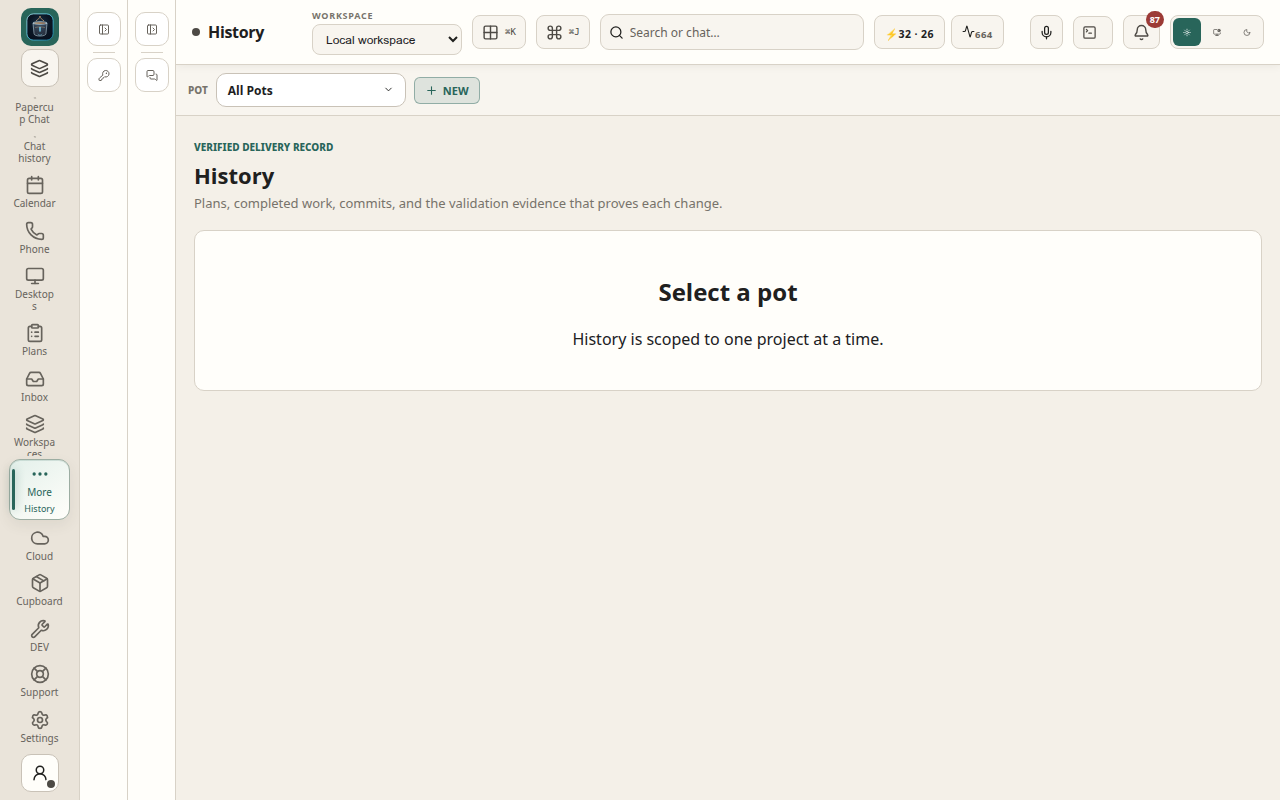 Papercu
p Chat
Chat
history
Calendar
Phone
Desktop
s
Plans
Inbox
Workspa
ces
More
History
Cloud
Cupboard
DEV
Support
Settings
History
WORKSPACE
Local workspace
⌘K
⌘J
Search or chat...
⚡32 · 26
664
87
POT
All Pots
+ NEW
VERIFIED DELIVERY RECORD
History
Plans, completed work, commits, and the validation evidence that proves each change.
Select a pot
History is scoped to one project at a time.